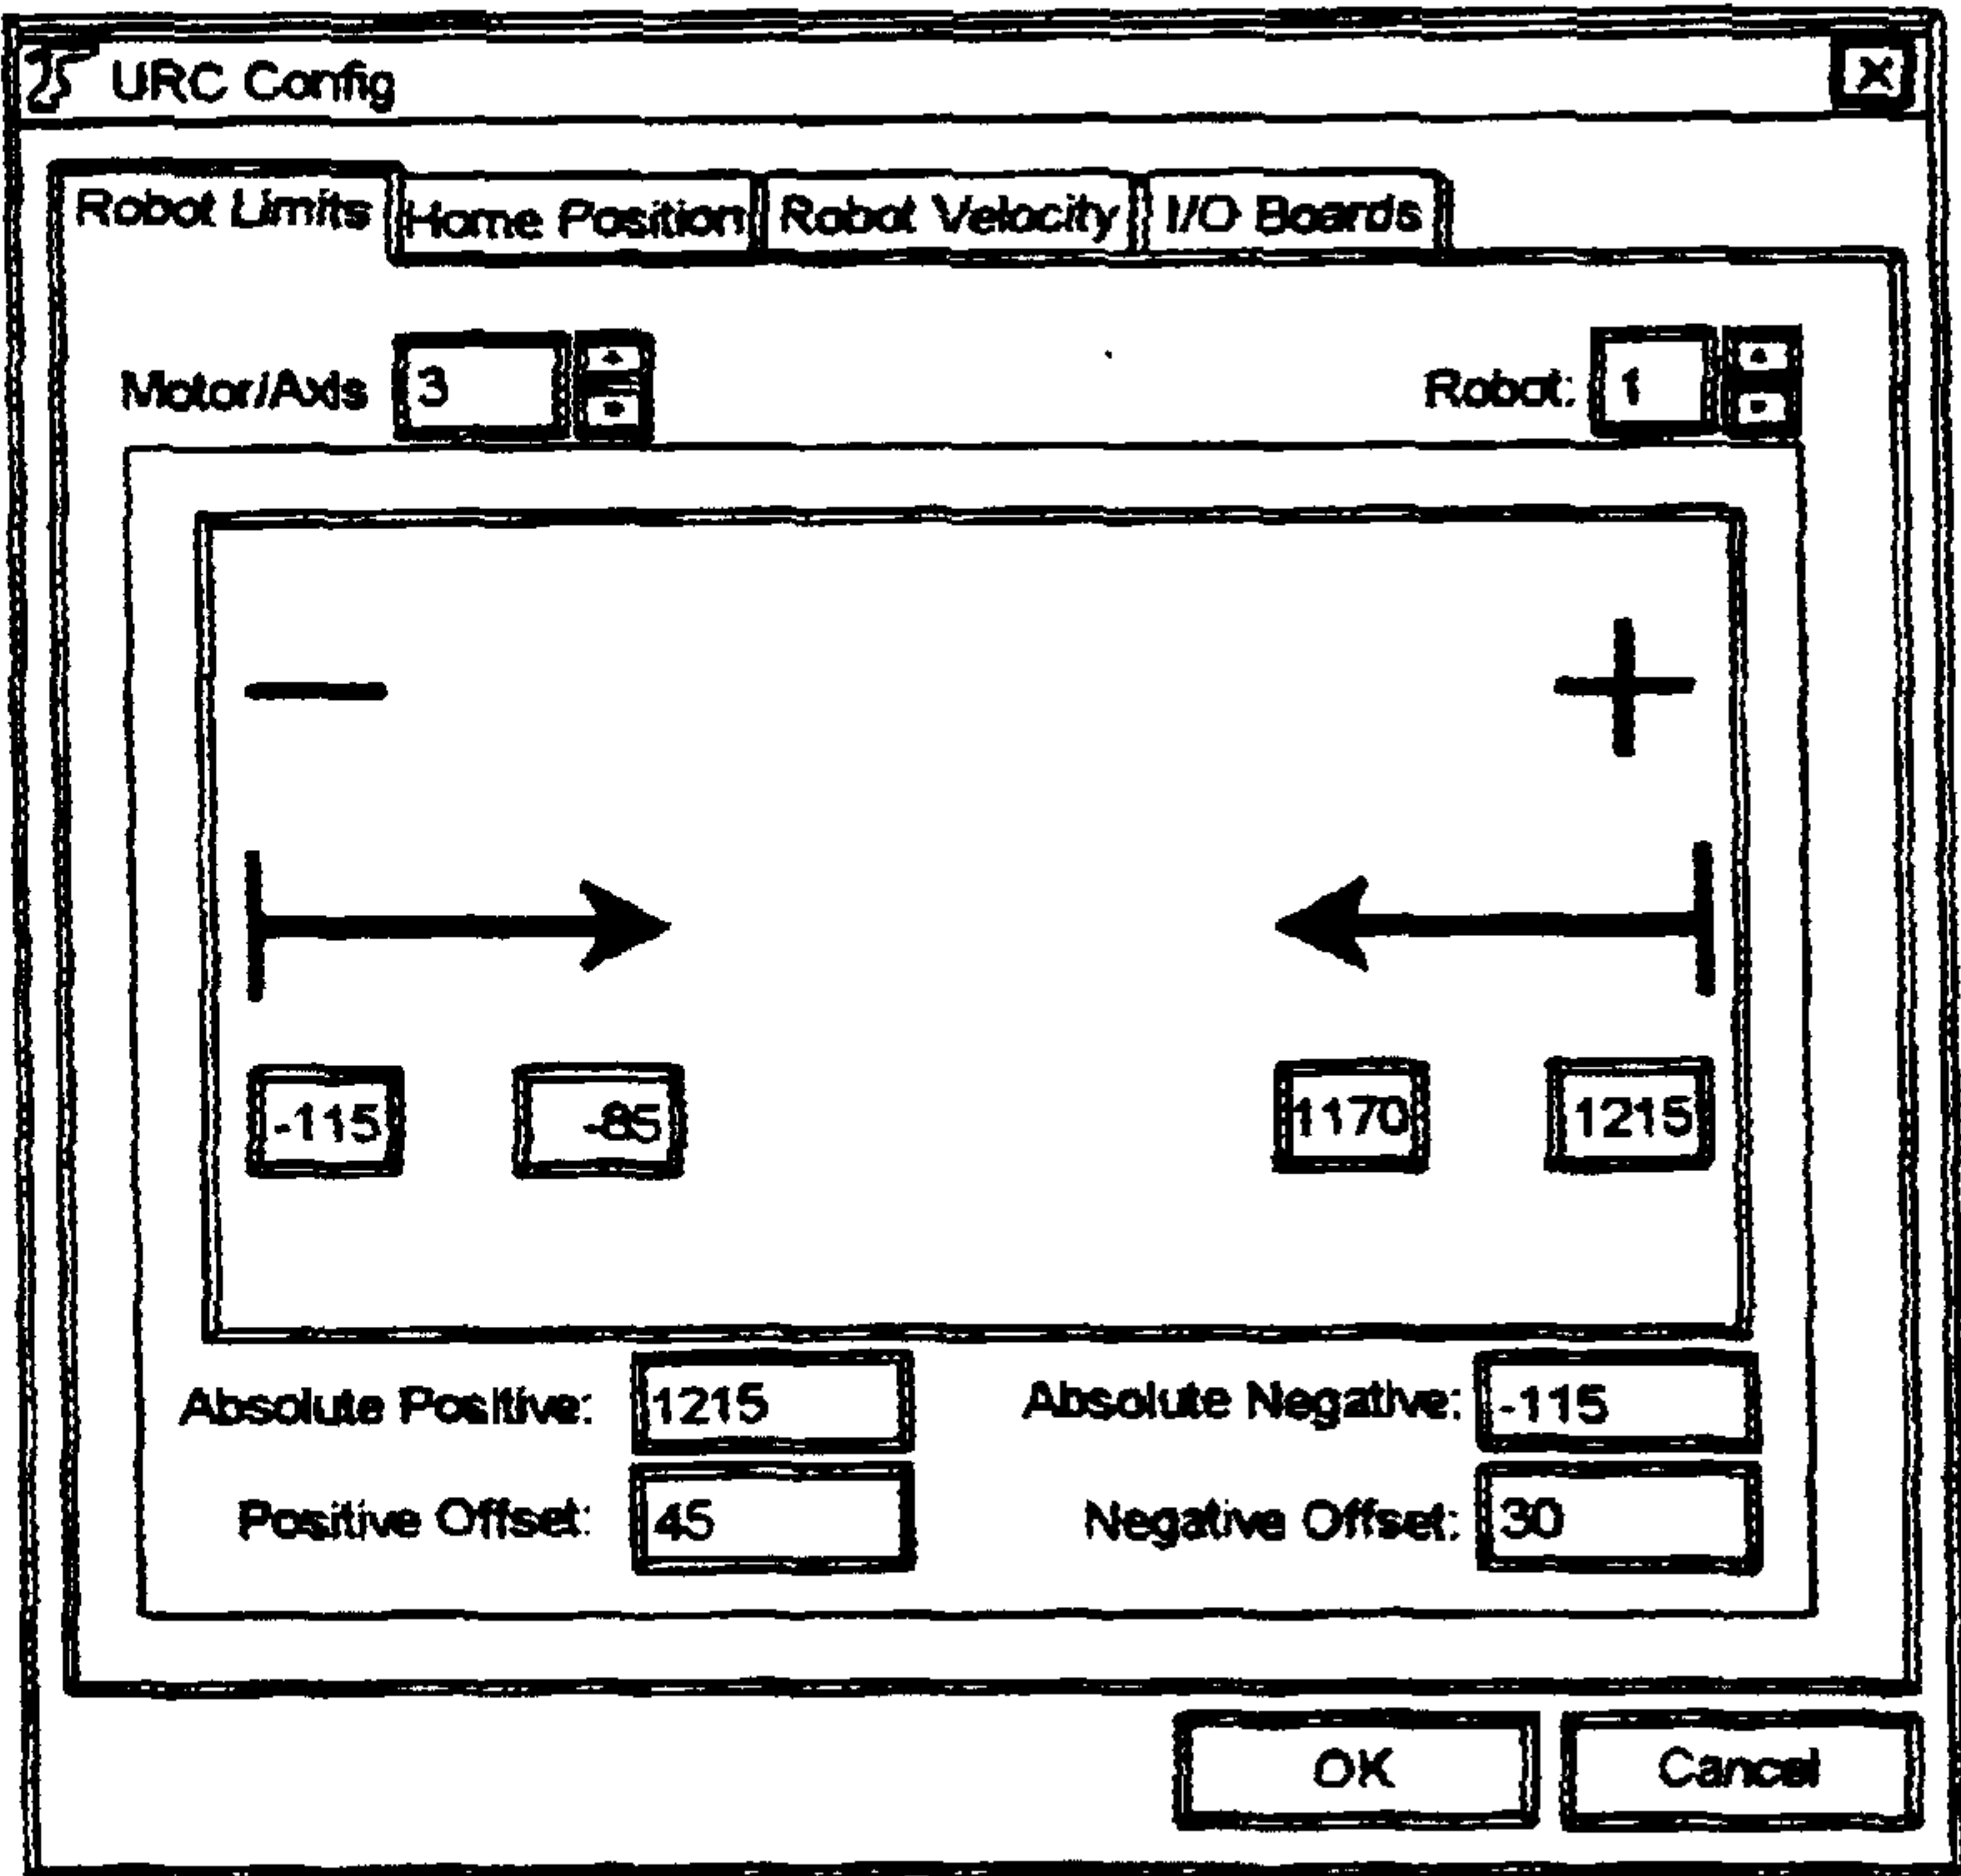 URC Config
Robot Limits Home Position Robot Velocity I/O Boards
Motor/Axis 3 Robot: 1
- +
-115 -85 1170 1215
Absolute Positive: 1215 Absolute Negative: -115
Positive Offset: 45 Negative Offset: 30
OK Cancel